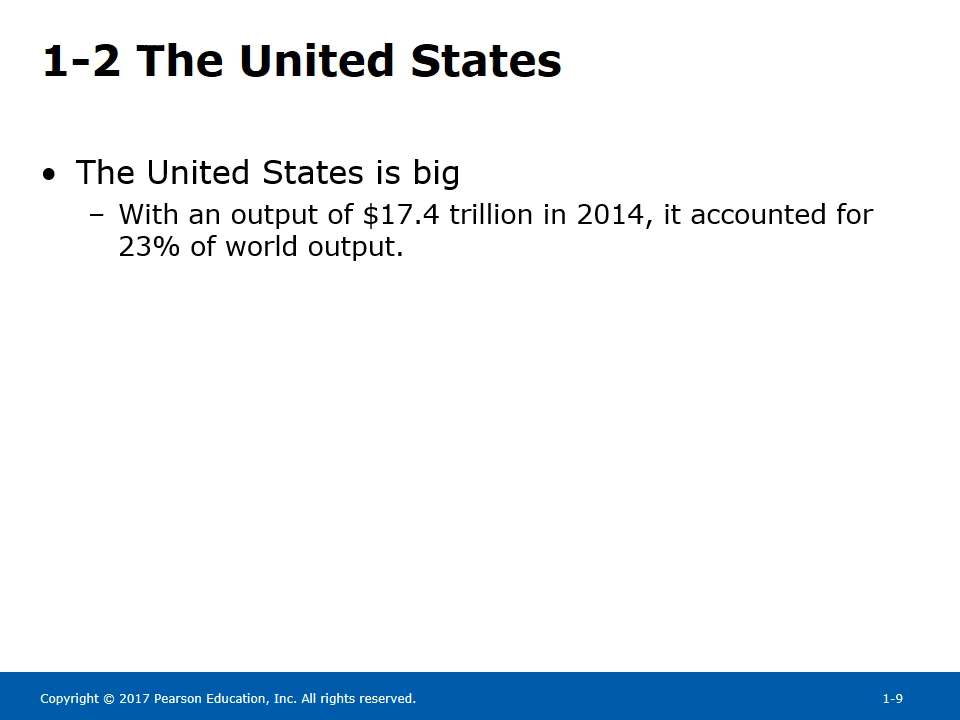 1-2 The United States
• The United States is big
– With an output of $17.4 trillion in 2014, it accounted for
23% of world output.
Copyright © 2017 Pearson Education, Inc. All rights reserved.
1-9